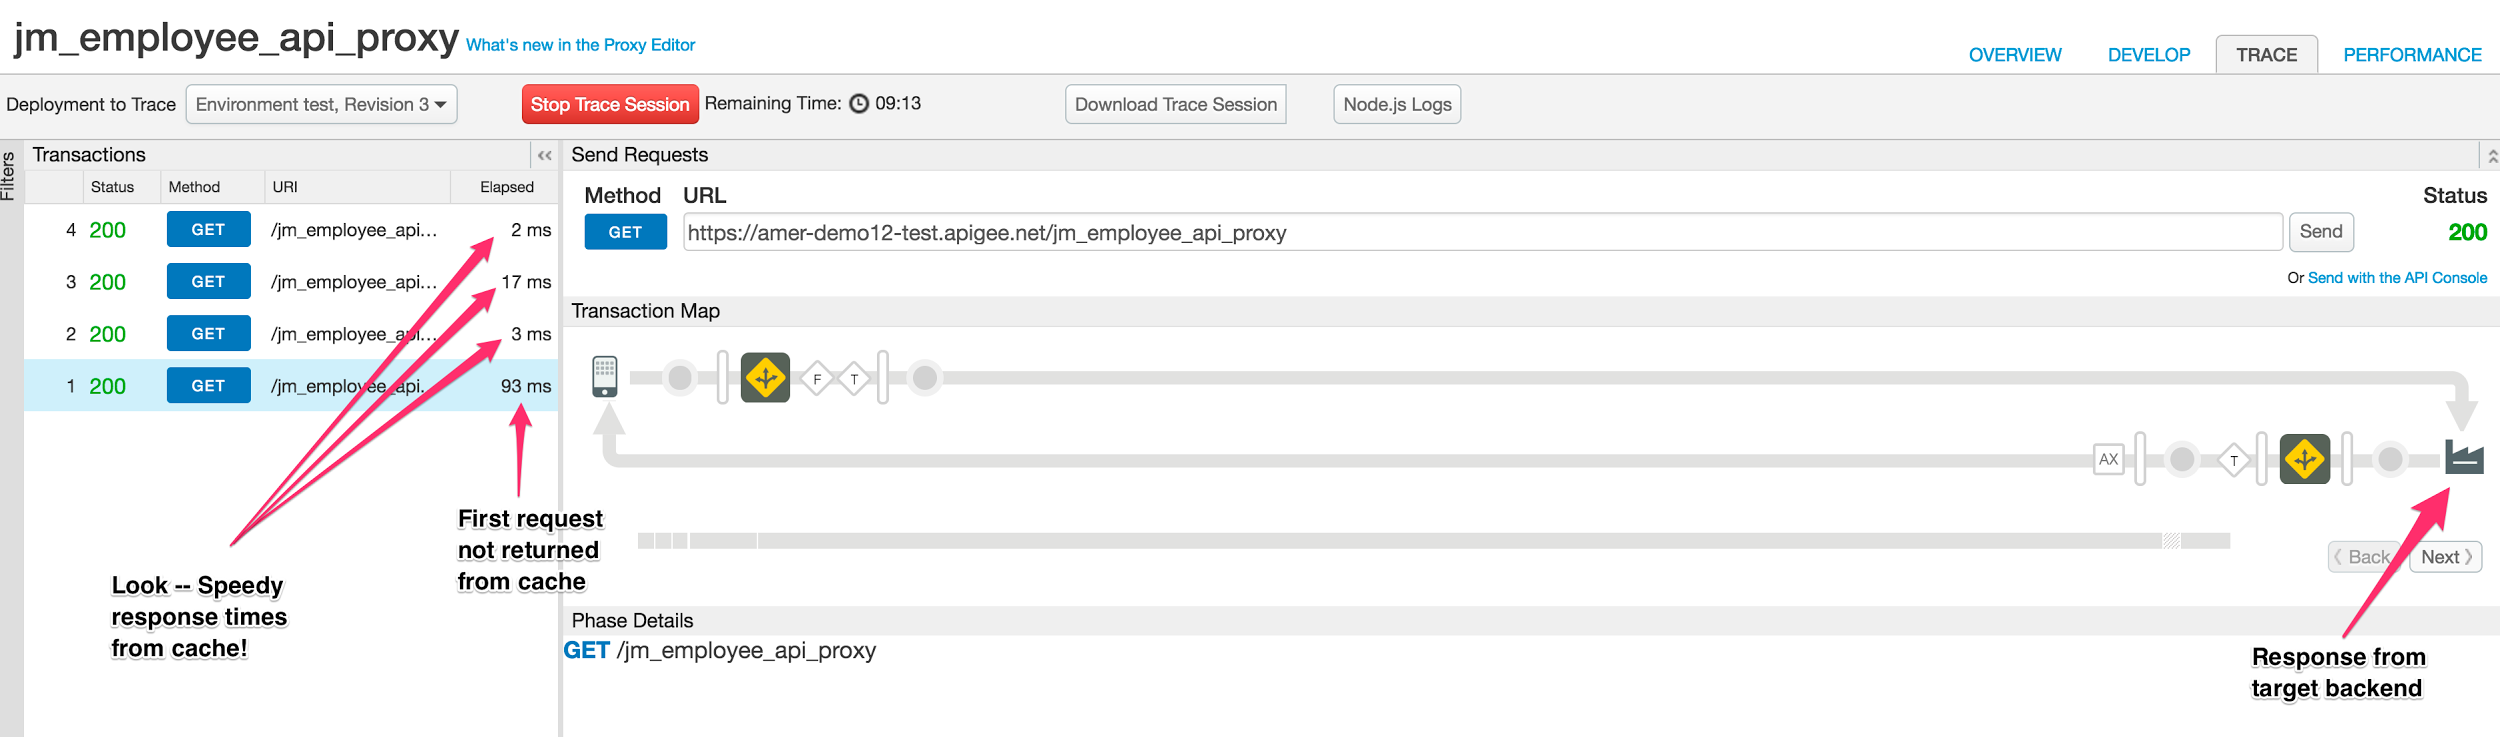 jm_employee_api_proxy What's new in the Proxy Editor
OVERVIEW DEVELOP TRACE PERFORMANCE
Deployment to Trace Environment test, Revision 3 Stop Trace Session Remaining Time: 09:13 Download Trace Session Node.js Logs
Filters
Transactions
Status Method URI Elapsed
4 200 GET /jm_employee_api... 2 ms
3 200 GET /jm_employee_api... 17 ms
2 200 GET /jm_employee_api... 3 ms
1 200 GET /jm_employee_api. 93 ms
Look -- Speedy
response times
from cache!
First request
not returned
from cache
Send Requests
Method URL Status
GET https://amer-demo12-test.apigee.net/jm_employee_api_proxy Send 200
Or Send with the API Console
Transaction Map
F T
AX T
Back Next
Response from
target backend
Phase Details
GET /jm_employee_api_proxy